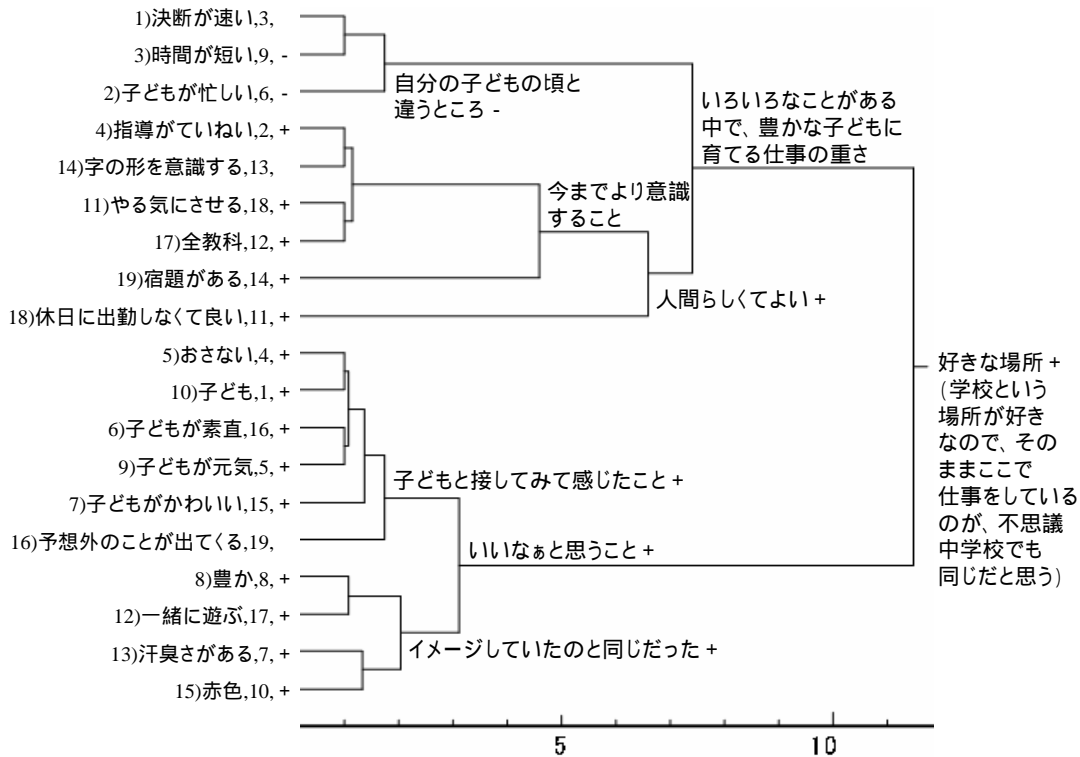 1)決断が速い,3,
3)時間が短い,9, -
2)子どもが忙しい,6, -
4)指導がていねい,2, +
14)字の形を意識する,13,
11)やる気にさせる,18, +
17)全教科,12, +
19)宿題がある,14, +
18)休日に出勤しなくて良い,11, +
5)おさない,4, +
10)子ども,1, +
6)子どもが素直,16, +
9)子どもが元気,5, +
7)子どもがかわいい,15, +
16)予想外のことが出てくる,19,
8)豊か,8, +
12)一緒に遊ぶ,17, +
13)汗臭さがある,7, +
15)赤色,10, +
自分の子どもの頃と
違うところ -
いろいろなことがある
中で、豊かな子どもに
育てる仕事の重さ
今までより意識
すること
人間らしくてよい +
子どもと接してみて感じたこと +
いいなぁと思うこと +
イメージしていたのと同じだった +
好きな場所 +
(学校という
場所が好き
なので、その
ままここで
仕事をしている
のが、不思議
中学校でも
同じだと思う)
5
10